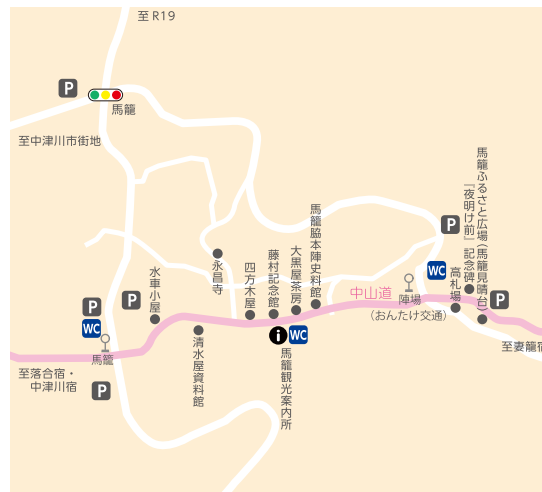 至 R19
P
馬籠
至中津川市街地
馬籠ふるさと広場(馬籠見晴台)
『夜明け前』記念碑
P
WC
高札場
P
陣場
(おんたけ交通)
中山道
馬籠脇本陣史料館
大黒屋茶房
藤村記念館
四方木屋
永昌寺
水車小屋
P
P
WC
馬籠
清水屋資料館
i
WC
馬籠観光案内所
至落合宿・
中津川宿
P
至妻籠宿